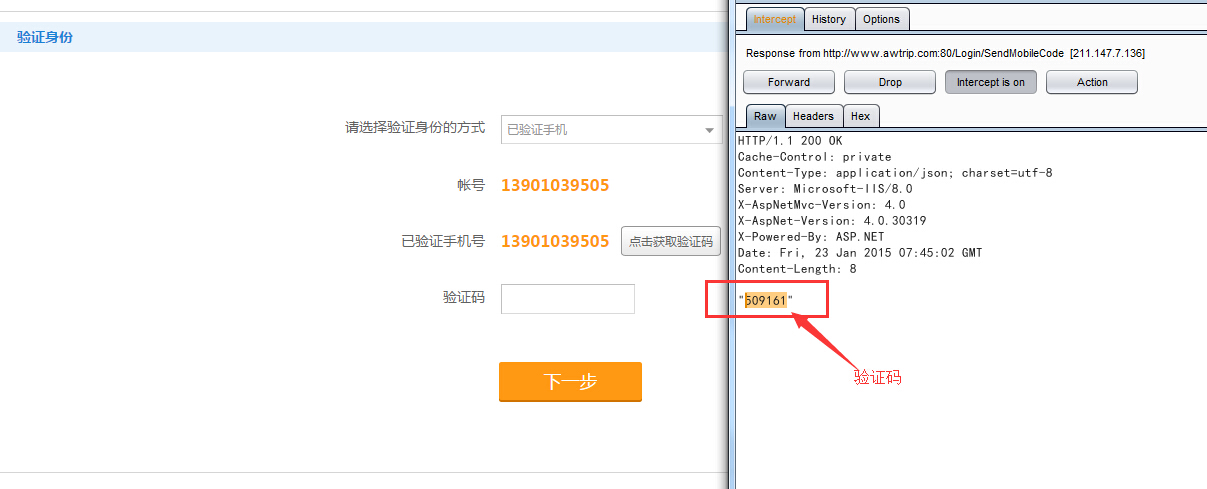 验证身份
请选择验证身份的方式 已验证手机
帐号 13901039505
已验证手机号 13901039505 点击获取验证码
验证码
下一步
Intercept History Options
Response from http://www.awtrip.com:80/Login/SendMobileCode [211.147.7.136]
Forward Drop Intercept is on Action
Raw Headers Hex
HTTP/1.1 200 OK
Cache-Control: private
Content-Type: application/json; charset=utf-8
Server: Microsoft-IIS/8.0
X-AspNetMvc-Version: 4.0
X-AspNet-Version: 4.0.30319
X-Powered-By: ASP.NET
Date: Fri, 23 Jan 2015 07:45:02 GMT
Content-Length: 8
"509161"
验证码